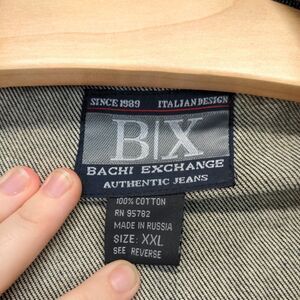 SINCE 1989 ITALIAN DESIGN
B|X
BACHI EXCHANGE
AUTHENTIC JEANS
100% COTTON
RN 95782
MADE IN RUSSIA
SIZE: XXL
SEE REVERSE